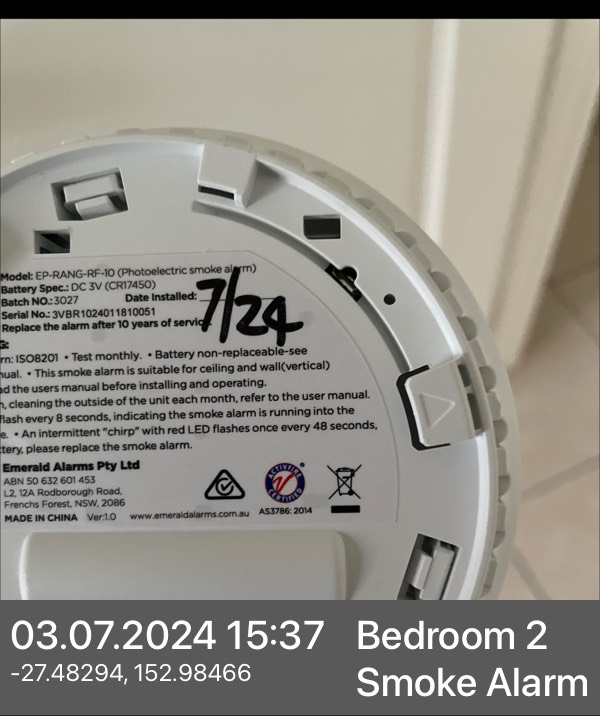 Model: EP-RANG-RF-10 (Photoelectric smoke alarm)
Battery Spec.: DC 3V (CR17450)
Batch NO.: 3027 Date Installed: 7/24
Serial No.: 3VBR1024011810051
Replace the alarm after 10 years of service
G:
rn: ISO8201 • Test monthly. • Battery non-replaceable-see
ual. • This smoke alarm is suitable for ceiling and wall(vertical)
ad the users manual before installing and operating.
n, cleaning the outside of the unit each month, refer to the user manual.
flash every 8 seconds, indicating the smoke alarm is running into the
e. • An intermittent "chirp" with red LED flashes once every 48 seconds,
tery, please replace the smoke alarm.
Emerald Alarms Pty Ltd
ABN 50 632 601 453
L2, 12A Rodborough Road,
Frenchs Forest, NSW, 2086
MADE IN CHINA Ver:1.0 www.emeraldalarms.com.au
ACTIVFIRE
CERTIFIED
AS3786: 2014
03.07.2024 15:37
-27.48294, 152.98466
Bedroom 2
Smoke Alarm